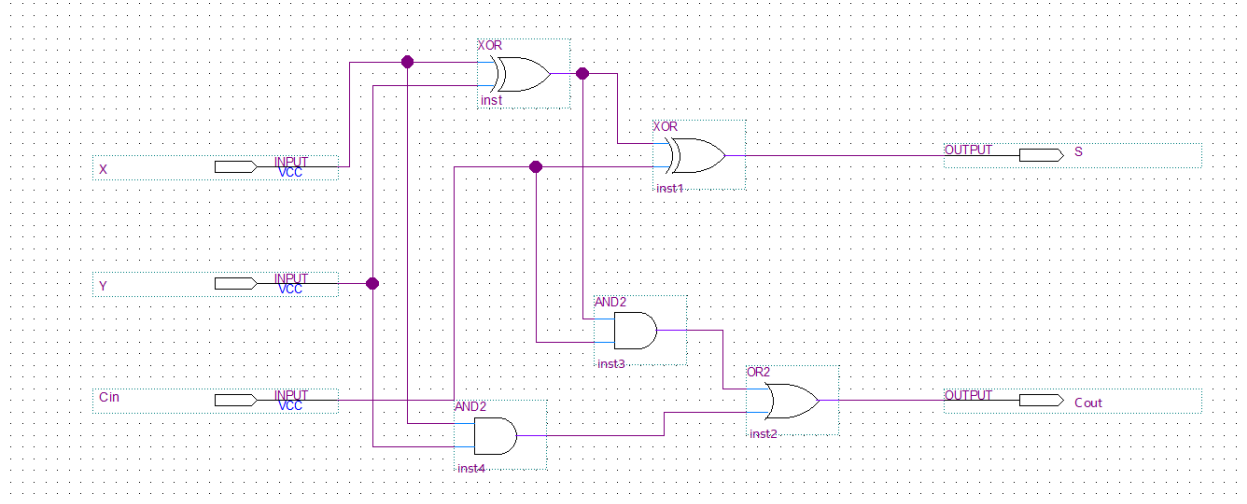 XOR
inst
XOR
inst1
X
INPUT
VCC
OUTPUT
S
Y
INPUT
VCC
AND2
inst3
Cin
INPUT
VCC
AND2
inst4
OR2
inst2
OUTPUT
Cout